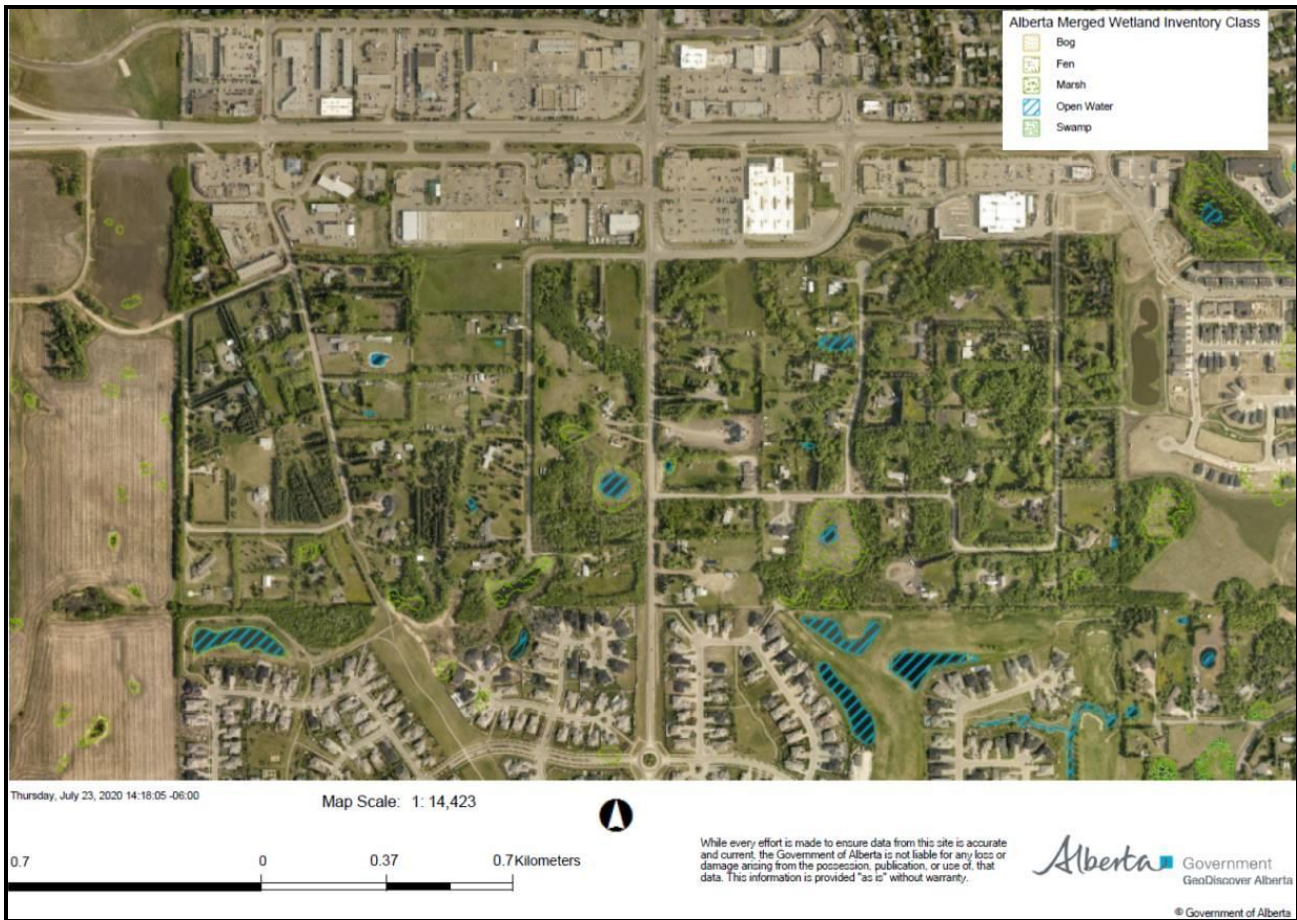 Alberta Merged Wetland Inventory Class
Bog
Fen
Marsh
Open Water
Swamp
Thursday, July 23, 2020 14:18:05 -06:00
Map Scale: 1: 14,423
0.7
0
0.37
0.7 Kilometers
While every effort is made to ensure data from this site is accurate
and current, the Government of Alberta is not liable for any loss or
damage arising from the possession, publication, or use of, that
data. This information is provided "as is" without warranty.
Alberta Government
GeoDiscover Alberta
© Government of Alberta